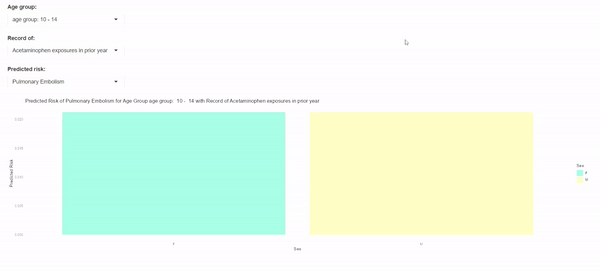 Age group:
age group: 10 - 14
Record of:
Acetaminophen exposures in prior year
Predicted risk:
Pulmonary Embolism
Predicted Risk of Pulmonary Embolism for Age Group age group: 10 - 14 with Record of Acetaminophen exposures in prior year
Predicted Risk
Sex
F
M
Sex